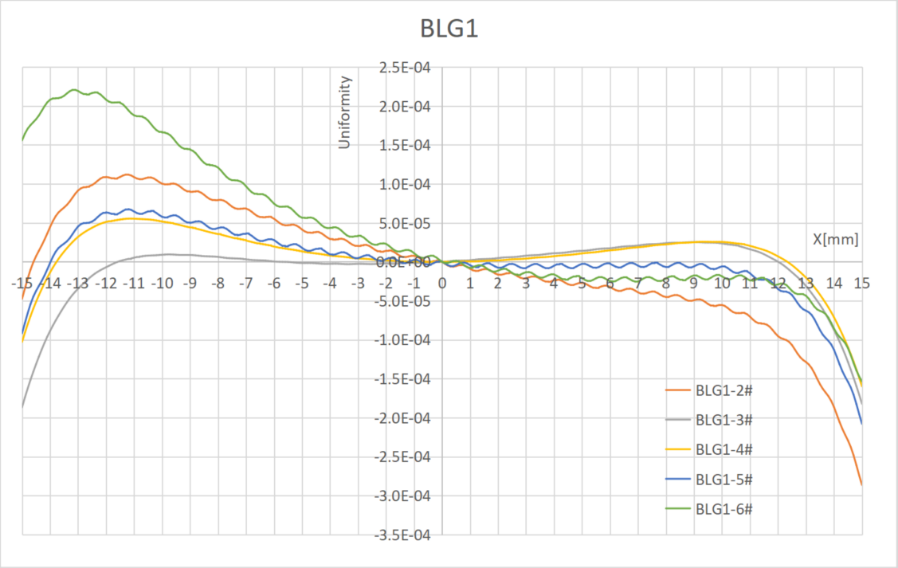 BLG1
Uniformity
2.5E-04
2.0E-04
1.5E-04
1.0E-04
5.0E-05
0.0E+00
-5.0E-05
-1.0E-04
-1.5E-04
-2.0E-04
-2.5E-04
-3.0E-04
-3.5E-04
X[mm]
-15 -14 -13 -12 -11 -10 -9 -8 -7 -6 -5 -4 -3 -2 -1 0 1 2 3 4 5 6 7 8 9 10 11 12 13 14 15
BLG1-2#
BLG1-3#
BLG1-4#
BLG1-5#
BLG1-6#